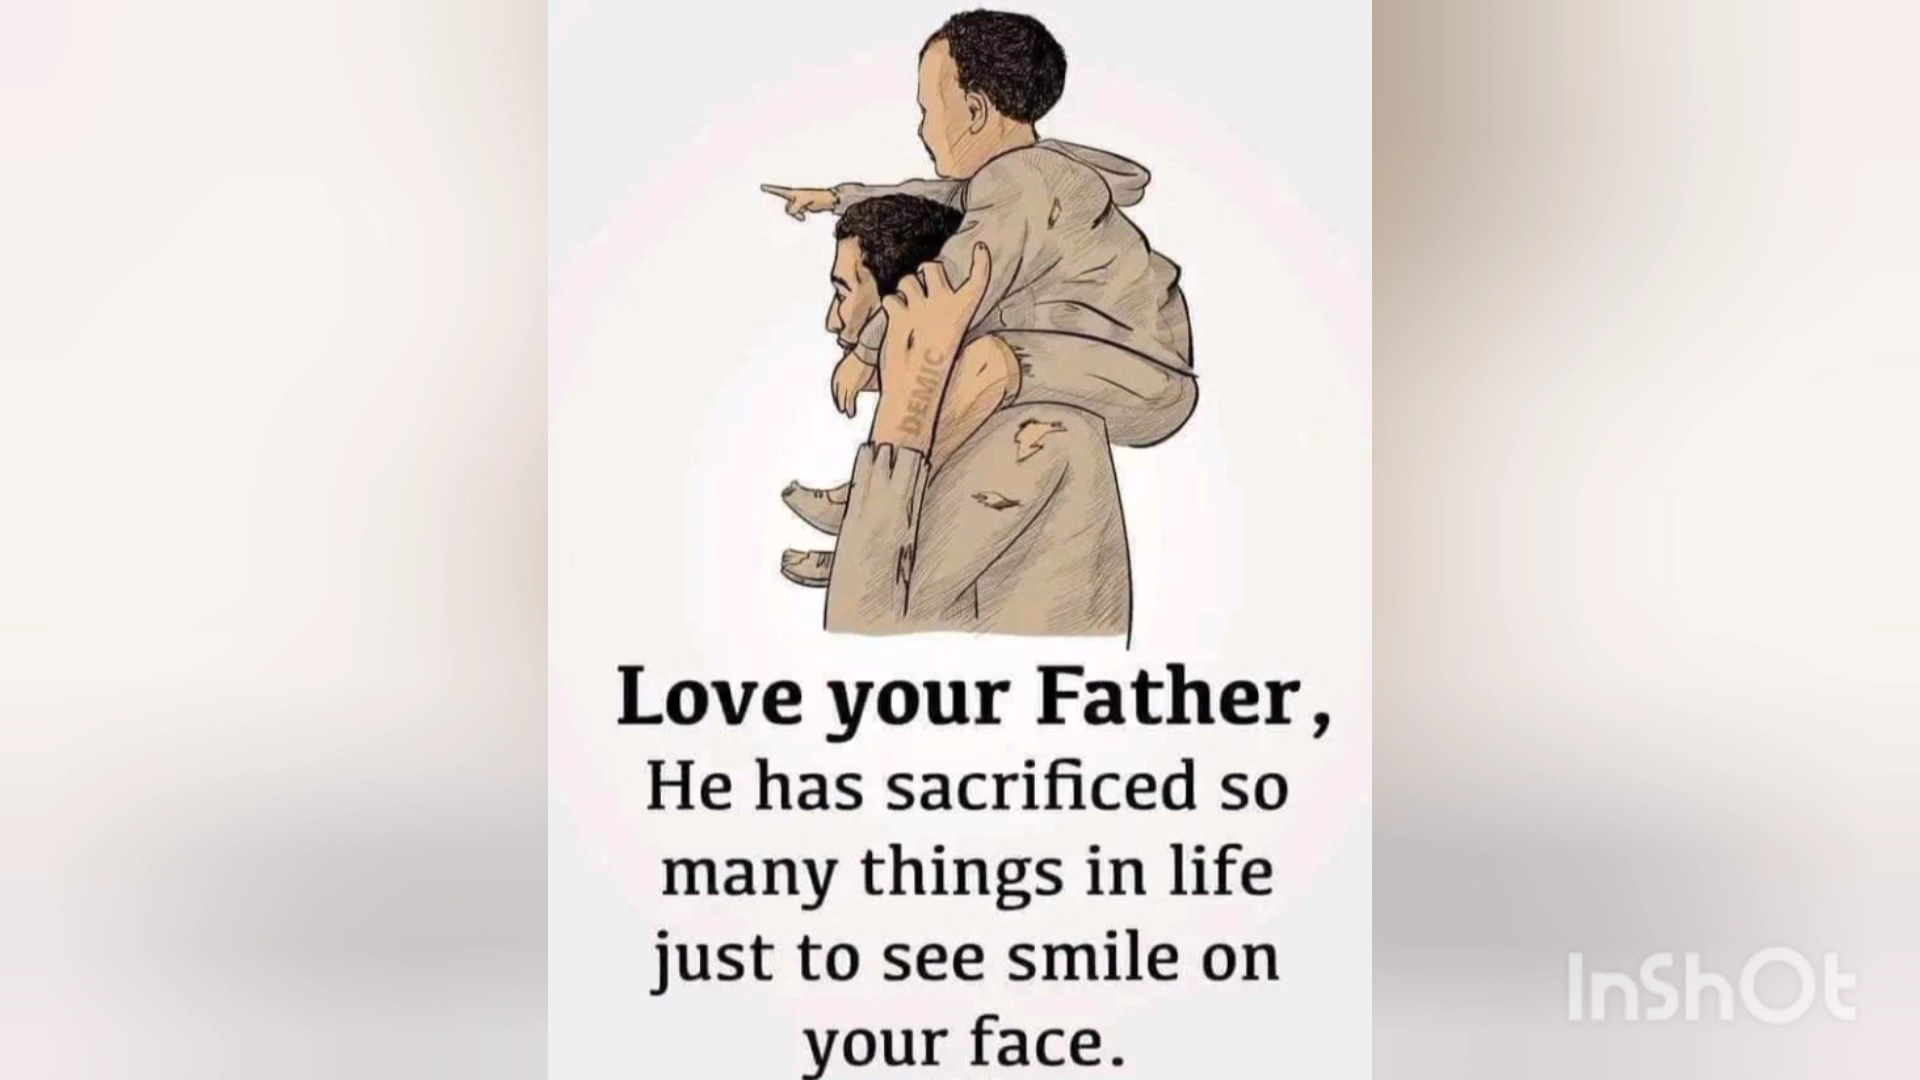 DEMIC
Love your Father,
He has sacrificed so
many things in life
just to see smile on
your face.
InShOt